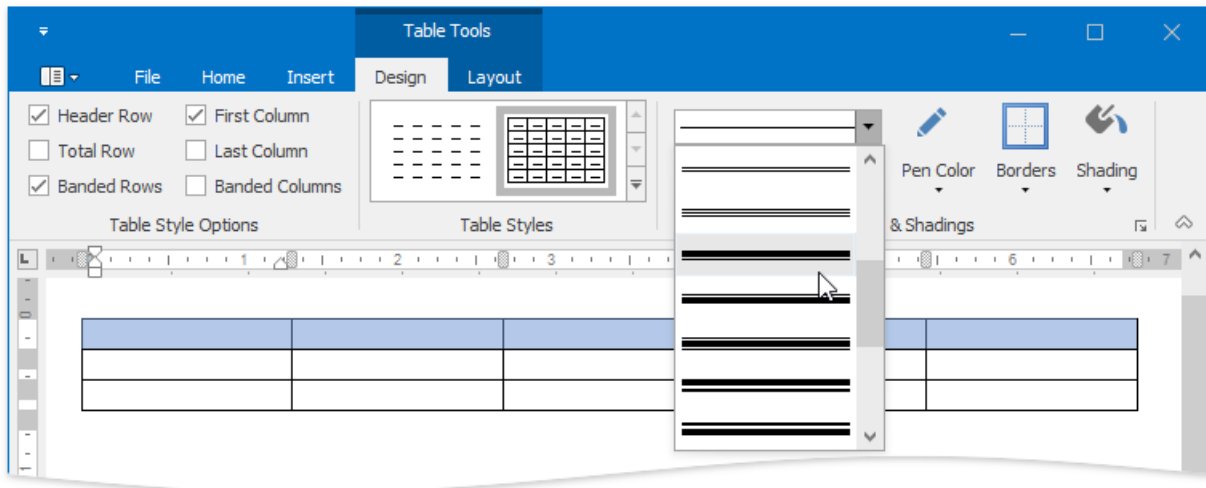 Table Tools
File Home Insert Design Layout
Header Row First Column
Total Row Last Column
Banded Rows Banded Columns
Pen Color Borders Shading
Table Style Options Table Styles & Shadings
L 1 2 3 6 7